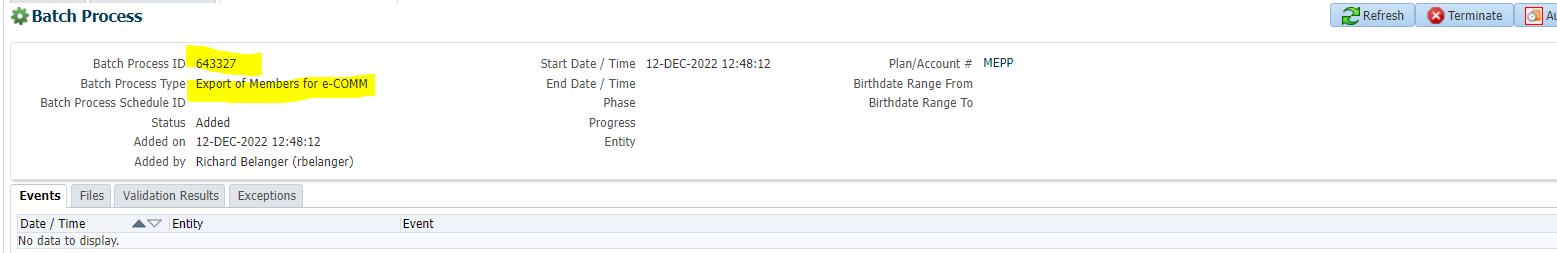 Batch Process
Refresh
Terminate
Au
Batch Process ID 643327
Start Date / Time 12-DEC-2022 12:48:12
Plan/Account # MEPP
Batch Process Type Export of Members for e-COMM
End Date / Time
Birthdate Range From
Batch Process Schedule ID
Phase
Birthdate Range To
Status Added
Progress
Added on 12-DEC-2022 12:48:12
Entity
Added by Richard Belanger (rbelanger)
Events Files Validation Results Exceptions
Date / Time Entity Event
No data to display.